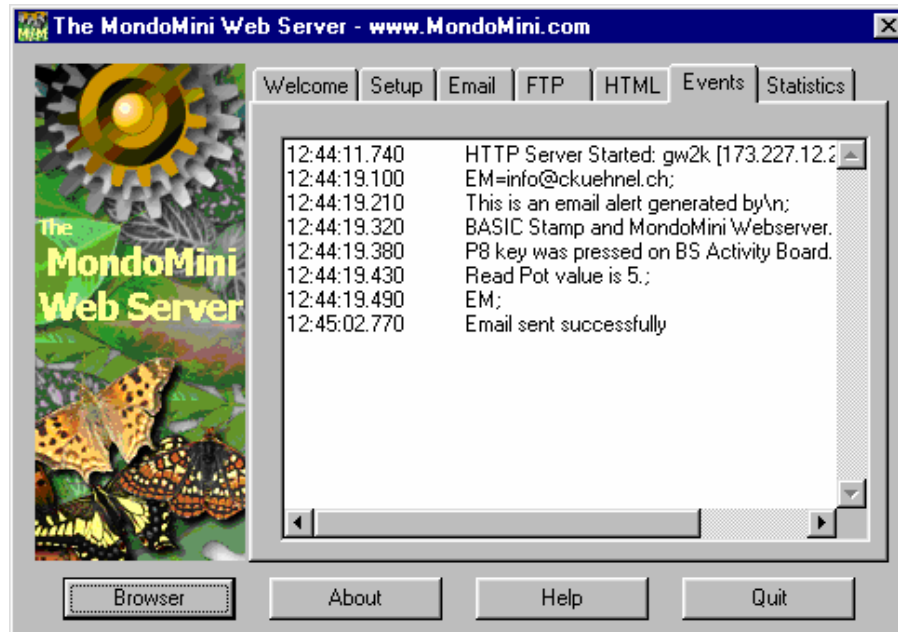 The MondoMini Web Server - www.MondoMini.com
Welcome Setup Email FTP HTML Events Statistics
The
MondoMini
Web Server
12:44:11.740 HTTP Server Started: gw2k [173.227.12.2
12:44:19.100 EM=info@ckuehnel.ch;
12:44:19.210 This is an email alert generated by\n;
12:44:19.320 BASIC Stamp and MondoMini Webserver.
12:44:19.380 P8 key was pressed on BS Activity Board.
12:44:19.430 Read Pot value is 5.;
12:44:19.490 EM;
12:45:02.770 Email sent successfully
Browser About Help Quit